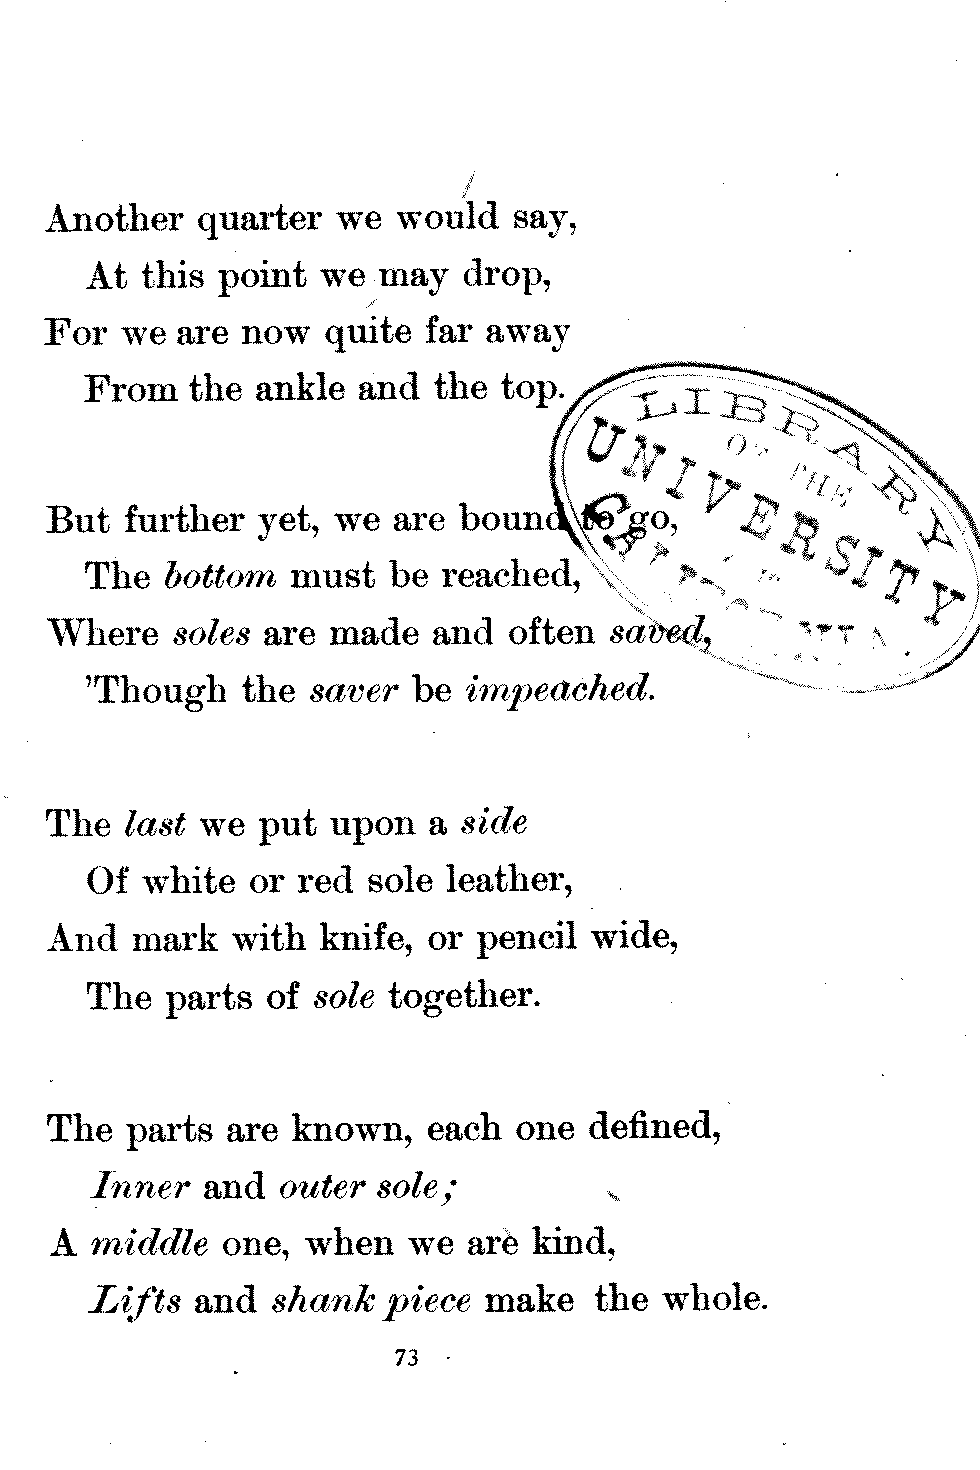 Another quarter we would say,
At this point we may drop,
For we are now quite far away
From the ankle and the top.
LIBRARY
OF THE
UNIVERSITY
But further yet, we are bound to go,
The bottom must be reached,
Where soles are made and often saved,
'Though the saver be impeached.
The last we put upon a side
Of white or red sole leather,
And mark with knife, or pencil wide,
The parts of sole together.
The parts are known, each one defined,
Inner and outer sole;
A middle one, when we are kind,
Lifts and shank piece make the whole.
73